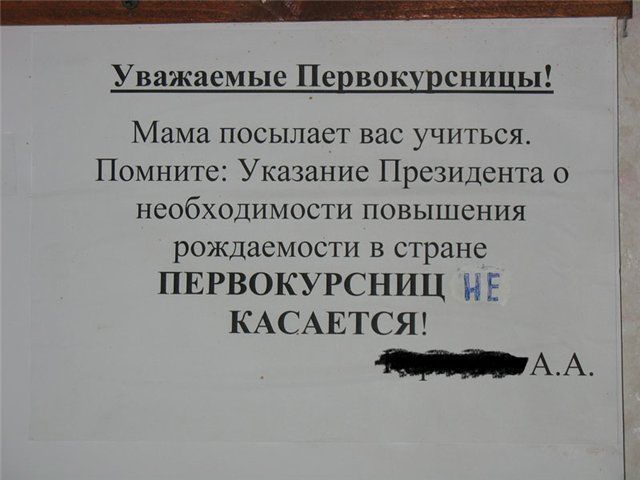 Уважаемые Первокурсницы!
Мама посылает вас учиться.
Помните: Указание Президента о
необходимости повышения
рождаемости в стране
ПЕРВОКУРСНИЦ НЕ
КАСАЕТСЯ!
А.А.